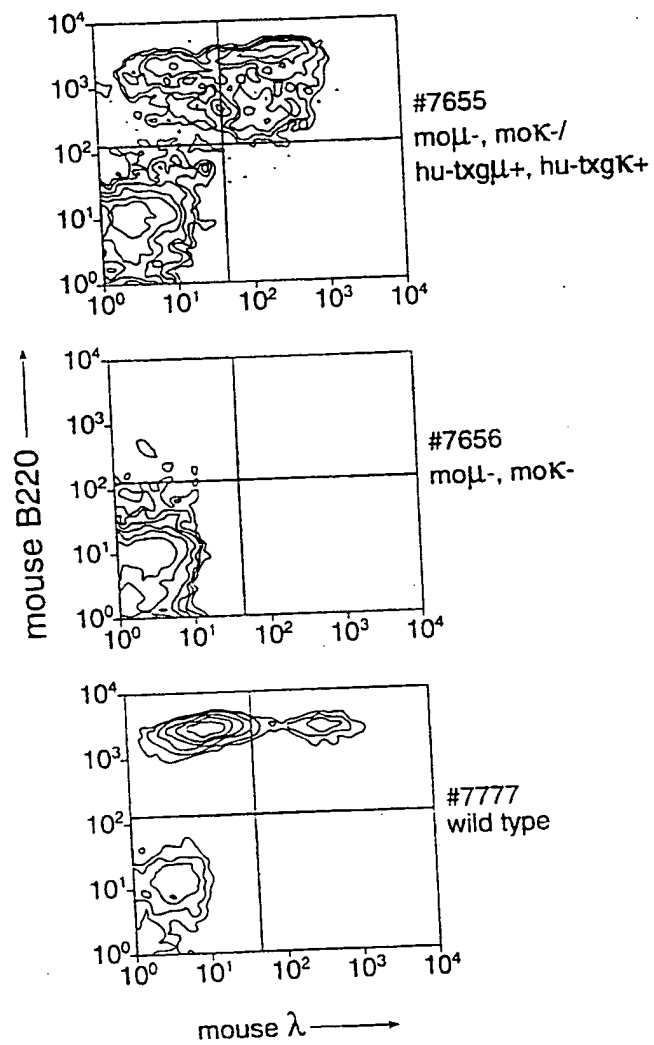 10⁴
10³
10²
10¹
10⁰
10⁰ 10¹ 10² 10³ 10⁴
#7655
moμ-, moκ-/
hu-txgμ+, hu-txgκ+
10⁴
10³
10²
10¹
10⁰
10⁰ 10¹ 10² 10³ 10⁴
#7656
moμ-, moκ-
10⁴
10³
10²
10¹
10⁰
10⁰ 10¹ 10² 10³ 10⁴
#7777
wild type
mouse B220
mouse λ